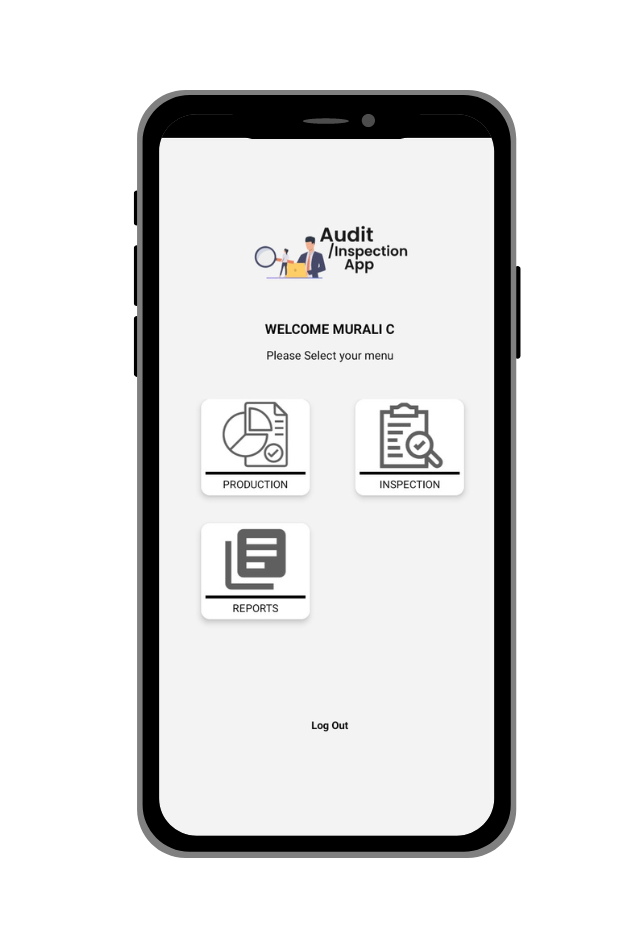 Audit
/Inspection
App
WELCOME MURALI C
Please Select your menu
PRODUCTION
INSPECTION
REPORTS
Log Out